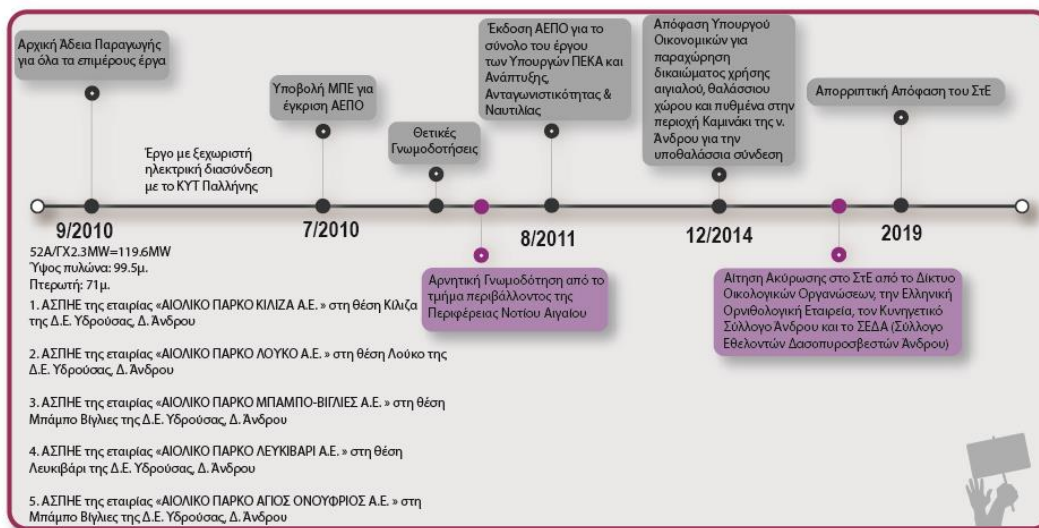 Αρχική Άδεια Παραγωγής
για όλα τα επιμέρους έργα
Έργο με ξεχωριστή
ηλεκτρική διασύνδεση
με το ΚΥΤ Παλλήνης
Υποβολή ΜΠΕ για
έγκριση ΑΕΠΟ
Θετικές
Γνωμοδοτήσεις
Έκδοση ΑΕΠΟ για το
σύνολο του έργου
των Υπουργών ΠΕΚΑ και
Ανάπτυξης,
Ανταγωνιστικότητας &
Ναυτιλίας
Απόφαση Υπουργού
Οικονομικών για
παραχώρηση
δικαιώματος χρήσης
αιγιαλού, θαλάσσιου
χώρου και πυθμένα στην
περιοχή Καμινάκι της ν.
Άνδρου για την
υποθαλάσσια σύνδεση
Απορριπτική Απόφαση του ΣτΕ
9/2010
7/2010
8/2011
12/2014
2019
52Α/ΓΧ2.3MW=119.6MW
Ύψος πυλώνα: 99.5μ.
Πτερωτή: 71μ.
1. ΑΣΠΗΕ της εταιρίας «ΑΙΟΛΙΚΟ ΠΑΡΚΟ ΚΙΛΙΖΑ Α.Ε. » στη θέση Κίλιζα
της Δ.Ε. Υδρούσας, Δ. Άνδρου
2. ΑΣΠΗΕ της εταιρίας «ΑΙΟΛΙΚΟ ΠΑΡΚΟ ΛΟΥΚΟ Α.Ε. » στη θέση Λούκο της
Δ.Ε. Υδρούσας, Δ. Άνδρου
3. ΑΣΠΗΕ της εταιρίας «ΑΙΟΛΙΚΟ ΠΑΡΚΟ ΜΠΑΜΠΟ-ΒΙΓΛΙΕΣ Α.Ε. » στη θέση
Μπάμπο Βίγλιες της Δ.Ε. Υδρούσας, Δ. Άνδρου
4. ΑΣΠΗΕ της εταιρίας «ΑΙΟΛΙΚΟ ΠΑΡΚΟ ΛΕΥΚΙΒΑΡΙ Α.Ε. » στη θέση
Λευκιβάρι της Δ.Ε. Υδρούσας, Δ. Άνδρου
5. ΑΣΠΗΕ της εταιρίας «ΑΙΟΛΙΚΟ ΠΑΡΚΟ ΑΓΙΟΣ ΟΝΟΥΦΡΙΟΣ Α.Ε. » στη
Μπάμπο Βίγλιες της Δ.Ε. Υδρούσας, Δ. Άνδρου
Αρνητική Γνωμοδότηση από το
τμήμα περιβάλλοντος της
Περιφέρειας Νοτίου Αιγαίου
Αίτηση Ακύρωσης στο ΣτΕ από το Δίκτυο
Οικολογικών Οργανώσεων, την Ελληνική
Ορνιθολογική Εταιρεία, τον Κυνηγετικό
Σύλλογο Άνδρου και το ΣΕΔΑ (Σύλλογο
Εθελοντών Δασοπυροσβεστών Άνδρου)